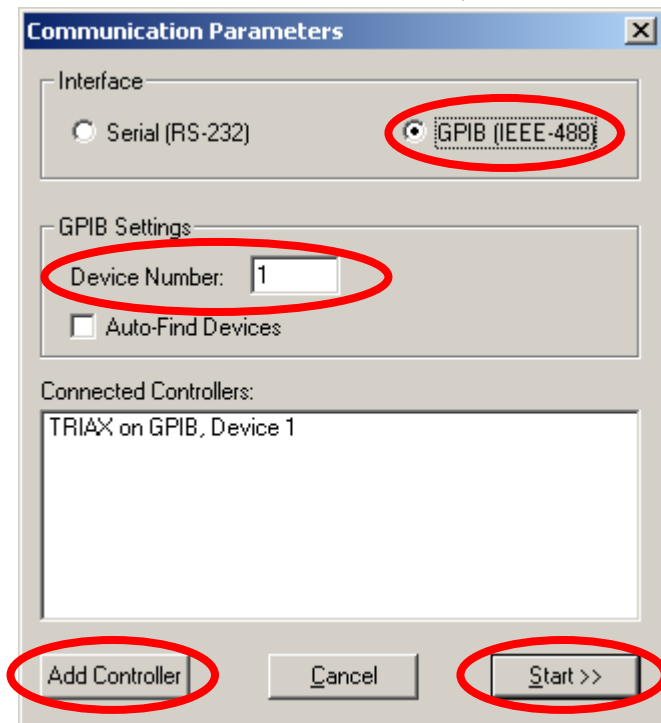 Communication Parameters
Interface
Serial (RS-232) GPIB (IEEE-488)
GPIB Settings
Device Number: 1
Auto-Find Devices
Connected Controllers:
TRIAX on GPIB, Device 1
Add Controller Cancel Start >>